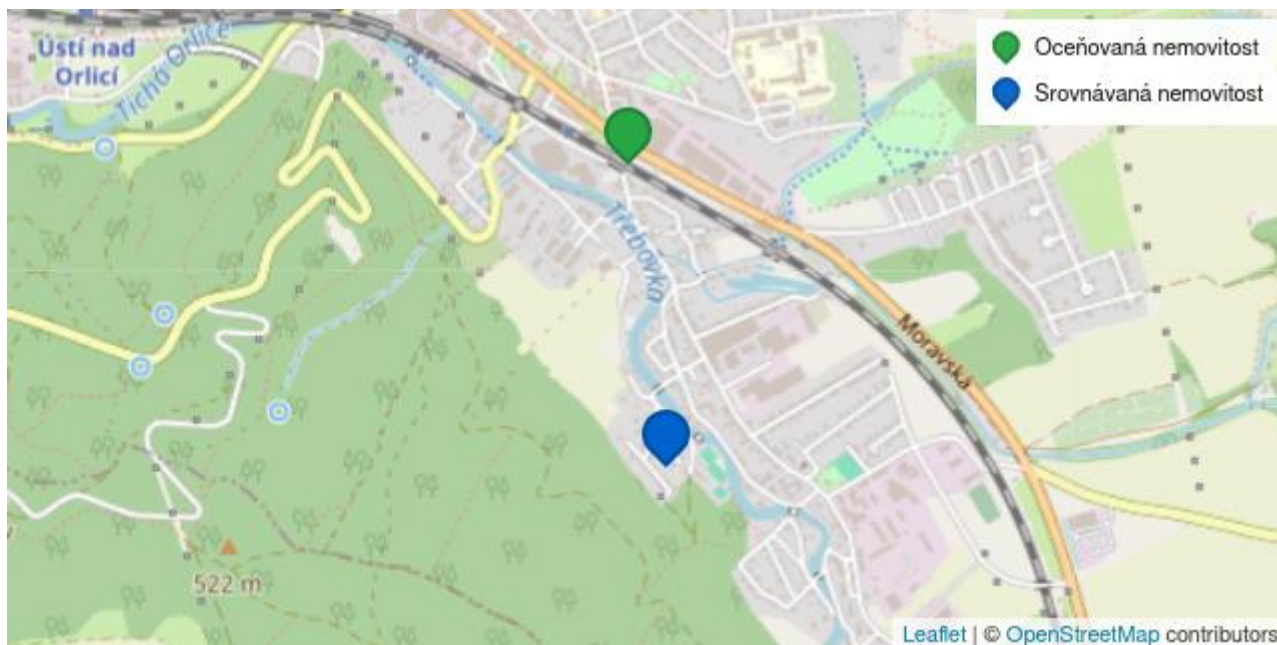 Oceňovaná nemovitost
Srovnávaná nemovitost
Ústí nad
Orlicí
Tichá Orlice
Třebovka
Moravská
522 m
Leaflet | © OpenStreetMap contributors